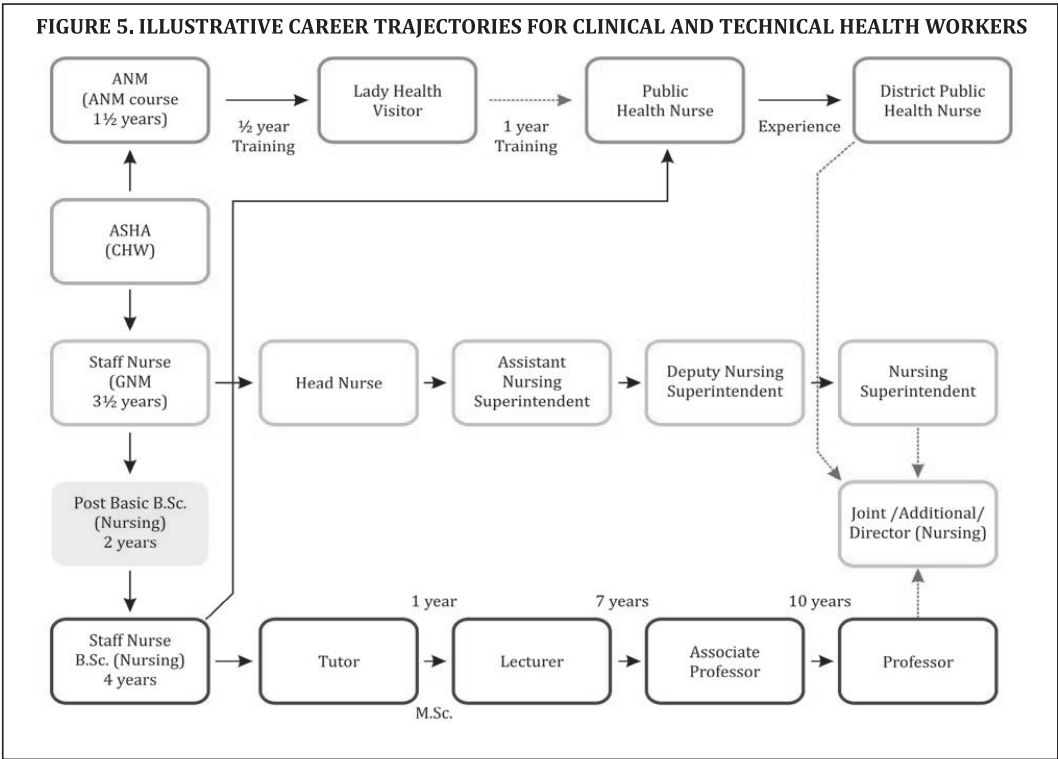 FIGURE 5. ILLUSTRATIVE CAREER TRAJECTORIES FOR CLINICAL AND TECHNICAL HEALTH WORKERS
ANM
(ANM course
1½ years)
½ year
Training
Lady Health
Visitor
1 year
Training
Public
Health Nurse
Experience
District Public
Health Nurse
ASHA
(CHW)
Staff Nurse
(GNM
3½ years)
Head Nurse
Assistant
Nursing
Superintendent
Deputy Nursing
Superintendent
Nursing
Superintendent
Post Basic B.Sc.
(Nursing)
2 years
Joint /Additional/
Director (Nursing)
Staff Nurse
B.Sc. (Nursing)
4 years
Tutor
1 year
M.Sc.
Lecturer
7 years
Associate
Professor
10 years
Professor